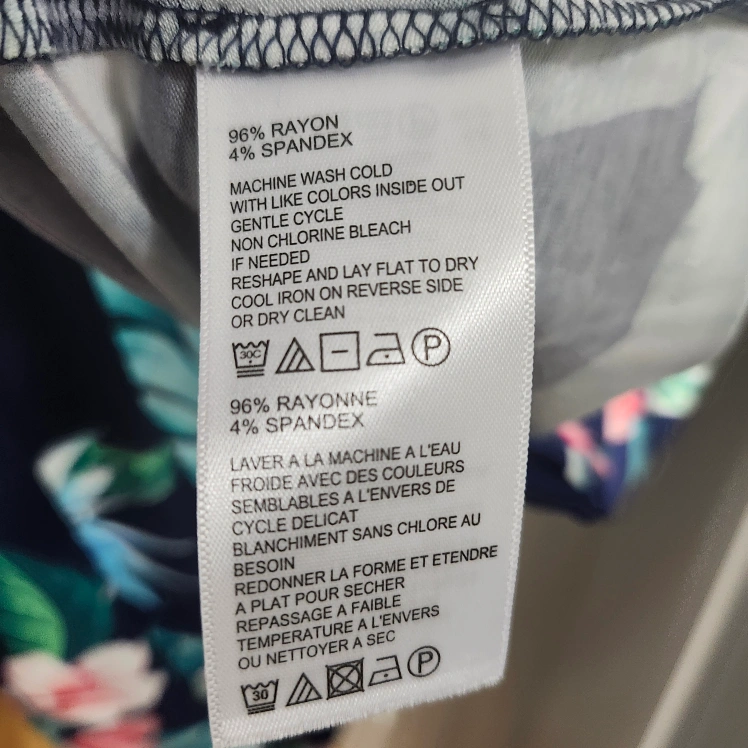 96% RAYON
4% SPANDEX
MACHINE WASH COLD
WITH LIKE COLORS INSIDE OUT
GENTLE CYCLE
NON CHLORINE BLEACH
IF NEEDED
RESHAPE AND LAY FLAT TO DRY
COOL IRON ON REVERSE SIDE
OR DRY CLEAN
30C P
96% RAYONNE
4% SPANDEX
LAVER A LA MACHINE A L'EAU
FROIDE AVEC DES COULEURS
SEMBLABLES A L'ENVERS DE
CYCLE DELICAT
BLANCHIMENT SANS CHLORE AU
BESOIN
REDONNER LA FORME ET ETENDRE
A PLAT POUR SECHER
REPASSAGE A FAIBLE
TEMPERATURE A L'ENVERS
OU NETTOYER A SEC
30 P